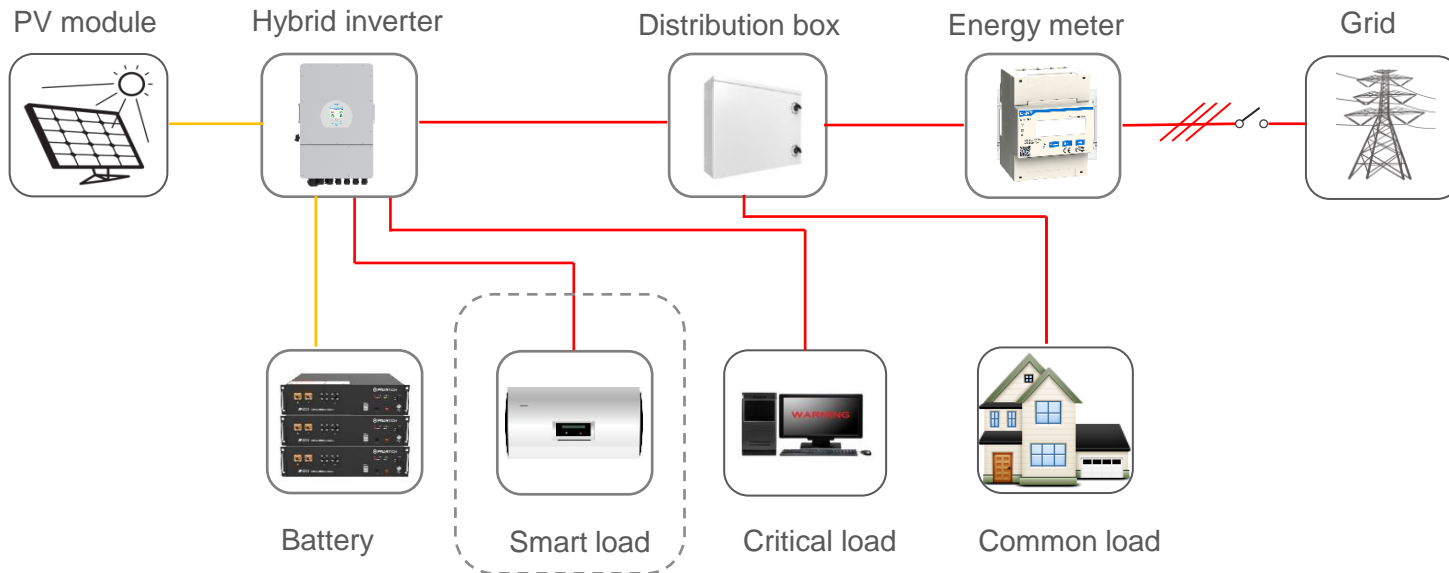 PV module
Hybrid inverter
Distribution box
Energy meter
Grid
WARNING
Battery
Smart load
Critical load
Common load